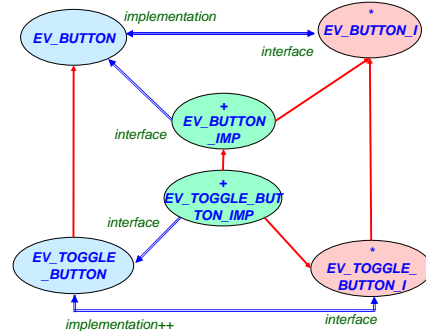 implementation
*
EV_BUTTON
EV_BUTTON_I
interface
+
EV_BUTTON
_IMP
interface
+
EV_TOGGLE_BUT
TON_IMP
interface
EV_TOGGLE
_BUTTON
*
EV_TOGGLE_
BUTTON_I
implementation++
interface